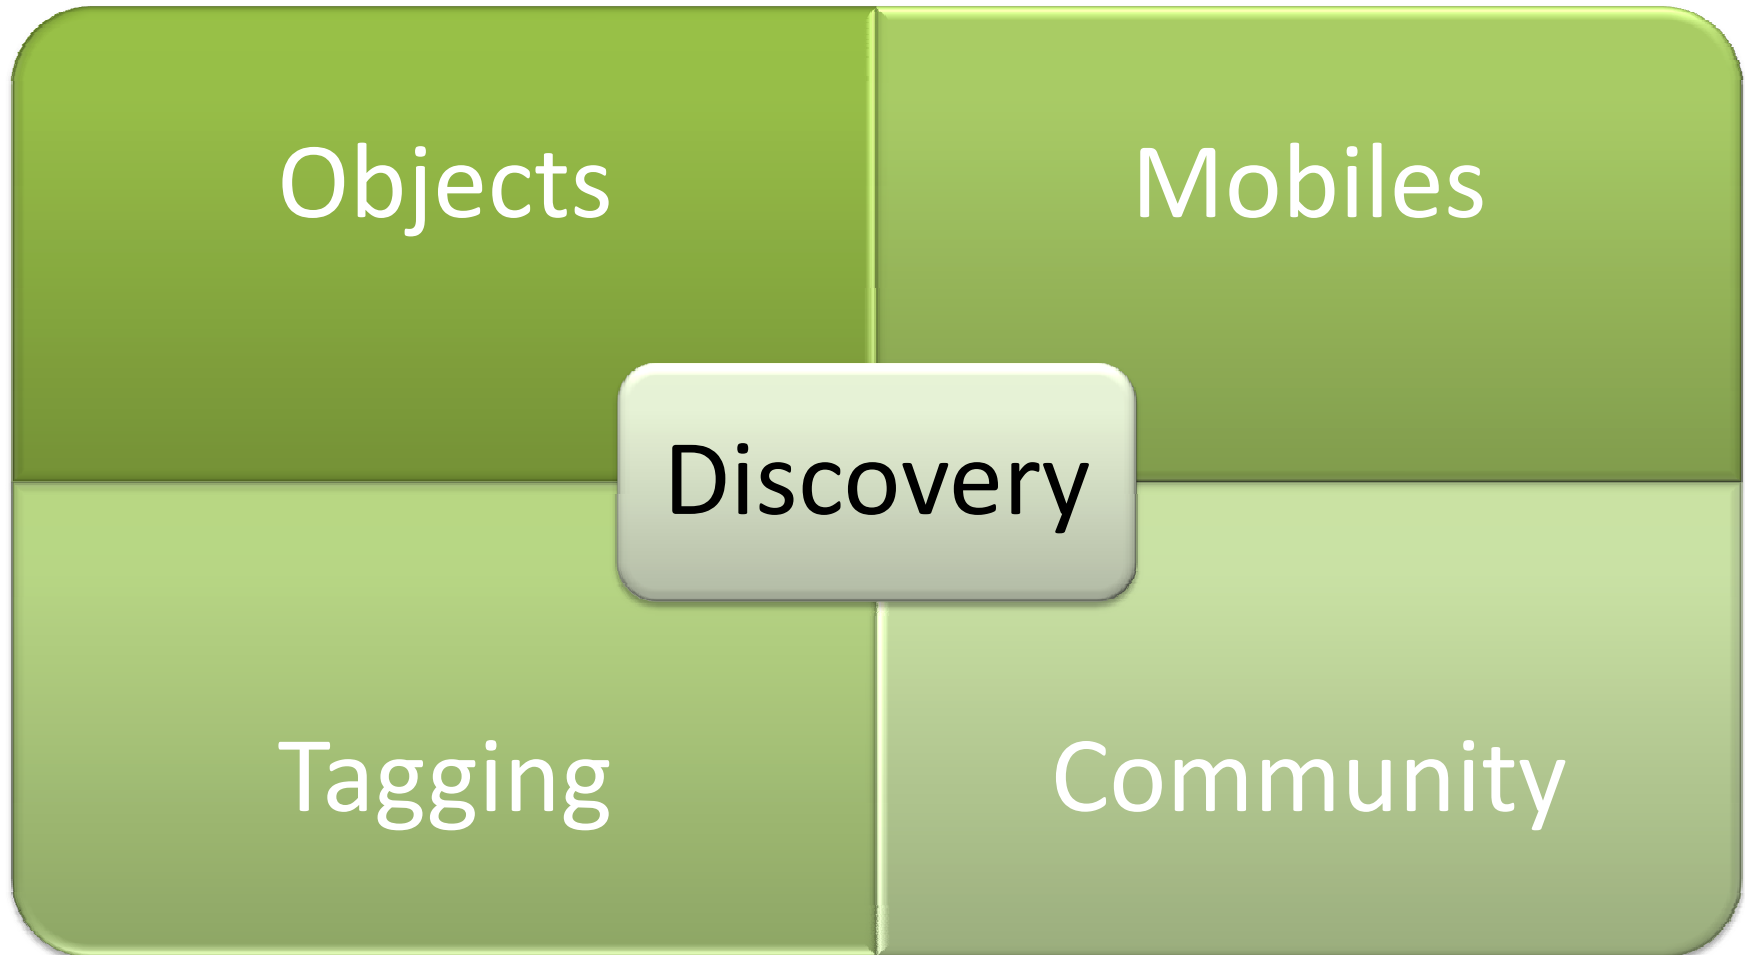 Objects
Mobiles
Discovery
Tagging
Community